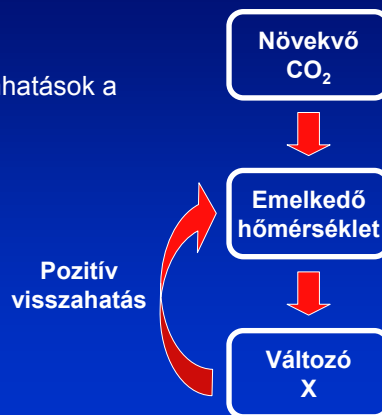 Növekvő
CO₂
hatások a
Emelkedő
hőmérséklet
Pozitív
visszahatás
Változó
X